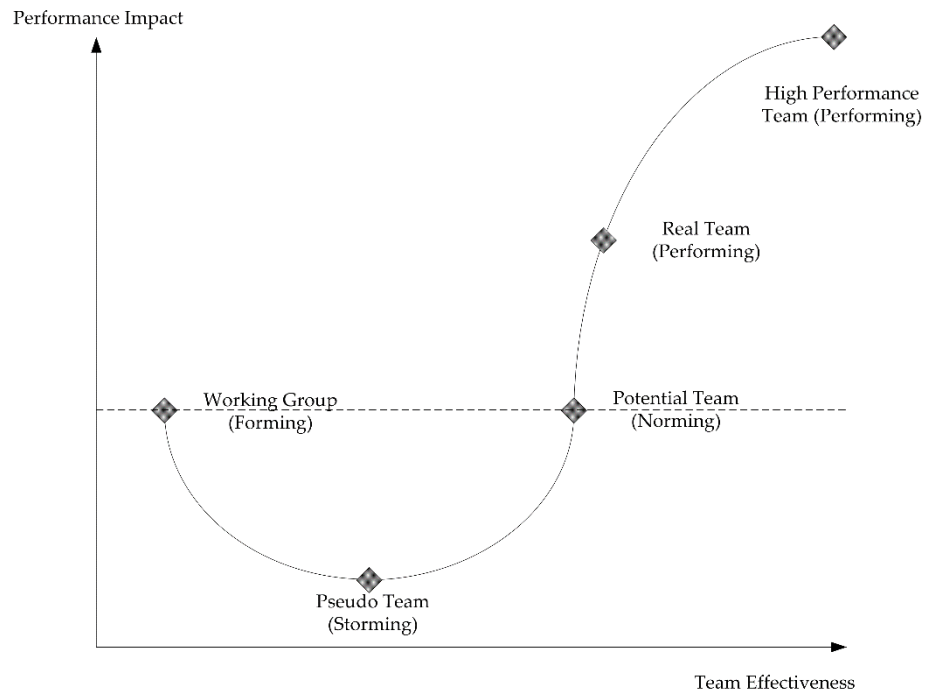 Performance Impact
High Performance
Team (Performing)
Real Team
(Performing)
Working Group
(Forming)
Potential Team
(Norming)
Pseudo Team
(Storming)
Team Effectiveness